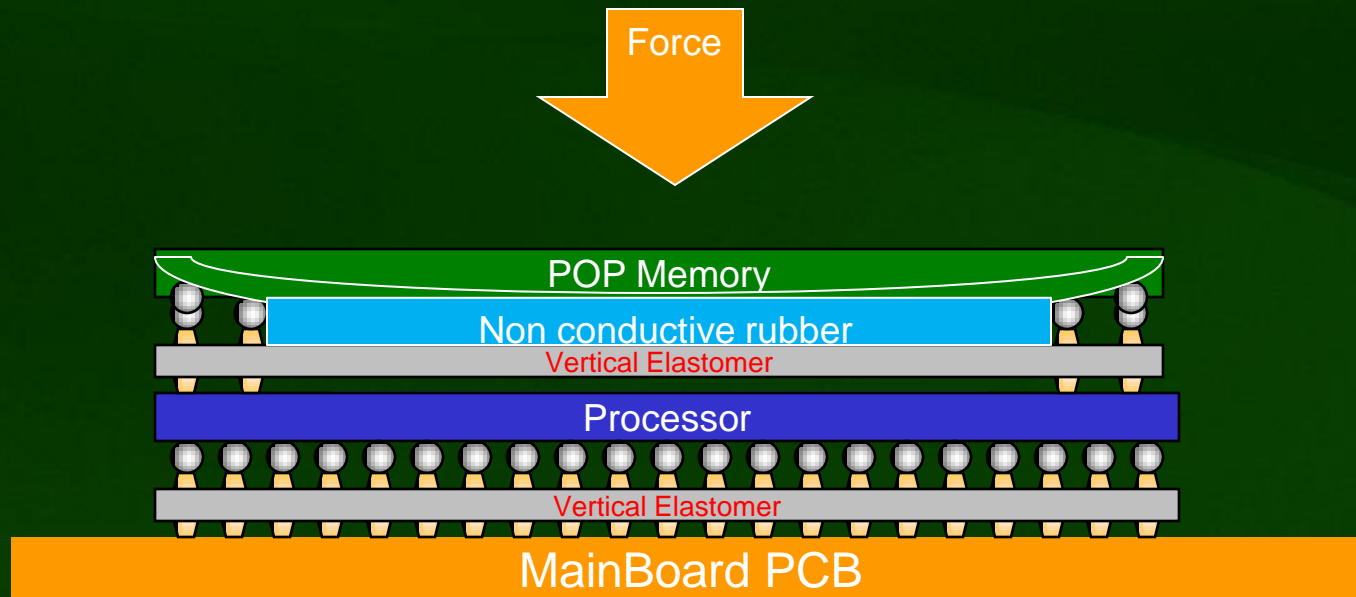 Force
POP Memory
Non conductive rubber
Vertical Elastomer
Processor
Vertical Elastomer
MainBoard PCB